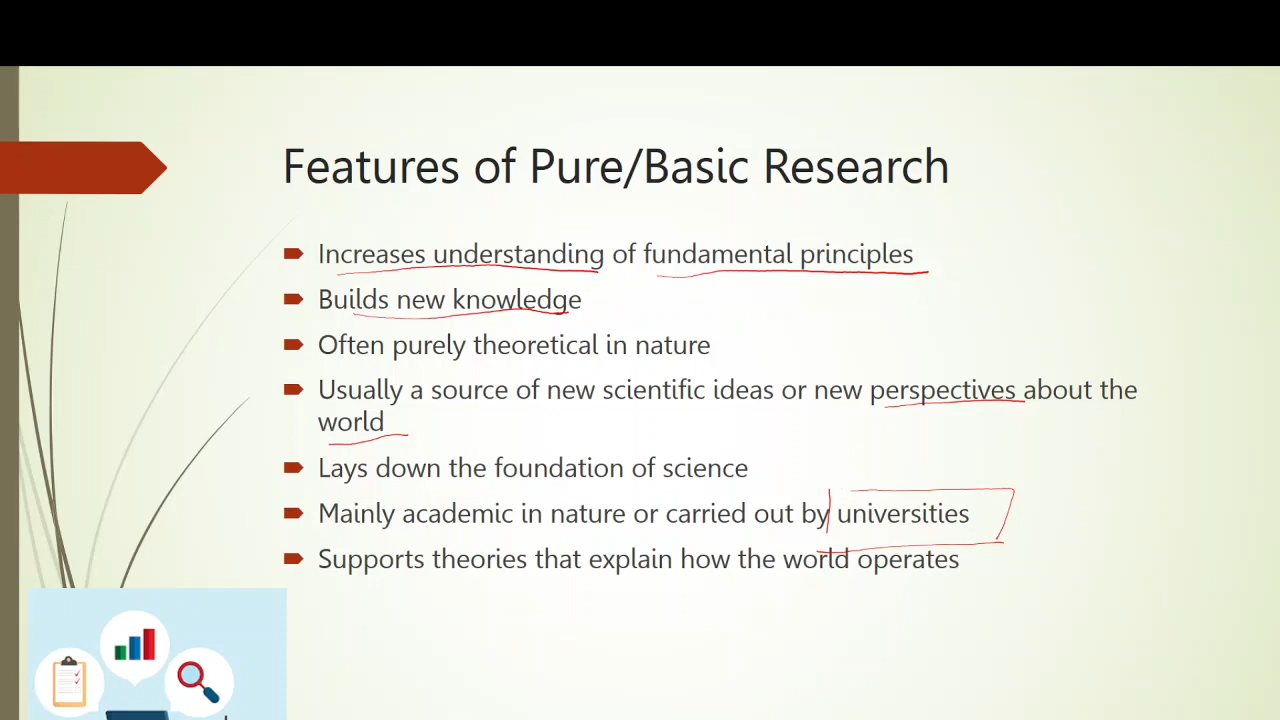 Features of Pure/Basic Research
Increases understanding of fundamental principles
Builds new knowledge
Often purely theoretical in nature
Usually a source of new scientific ideas or new perspectives about the
world
Lays down the foundation of science
Mainly academic in nature or carried out by universities
Supports theories that explain how the world operates